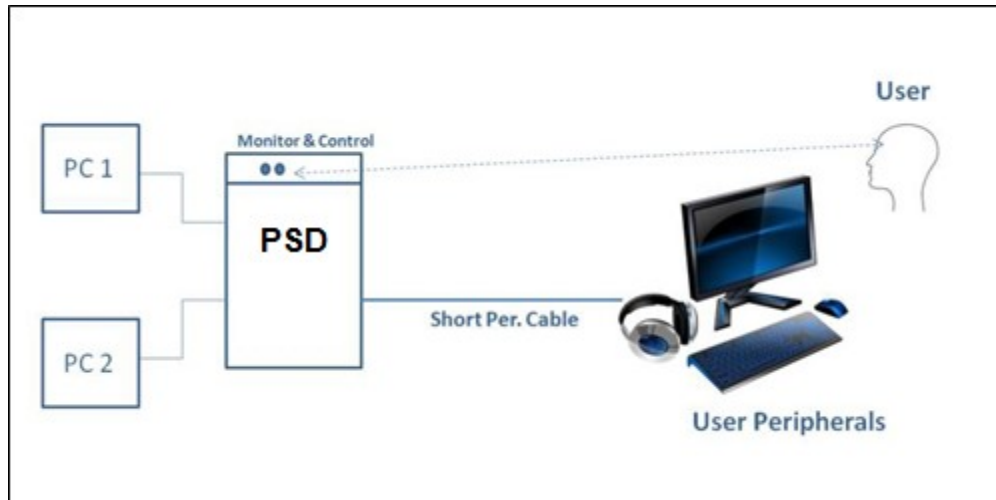 User
Monitor & Control
PC 1
PSD
Short Per. Cable
PC 2
User Peripherals